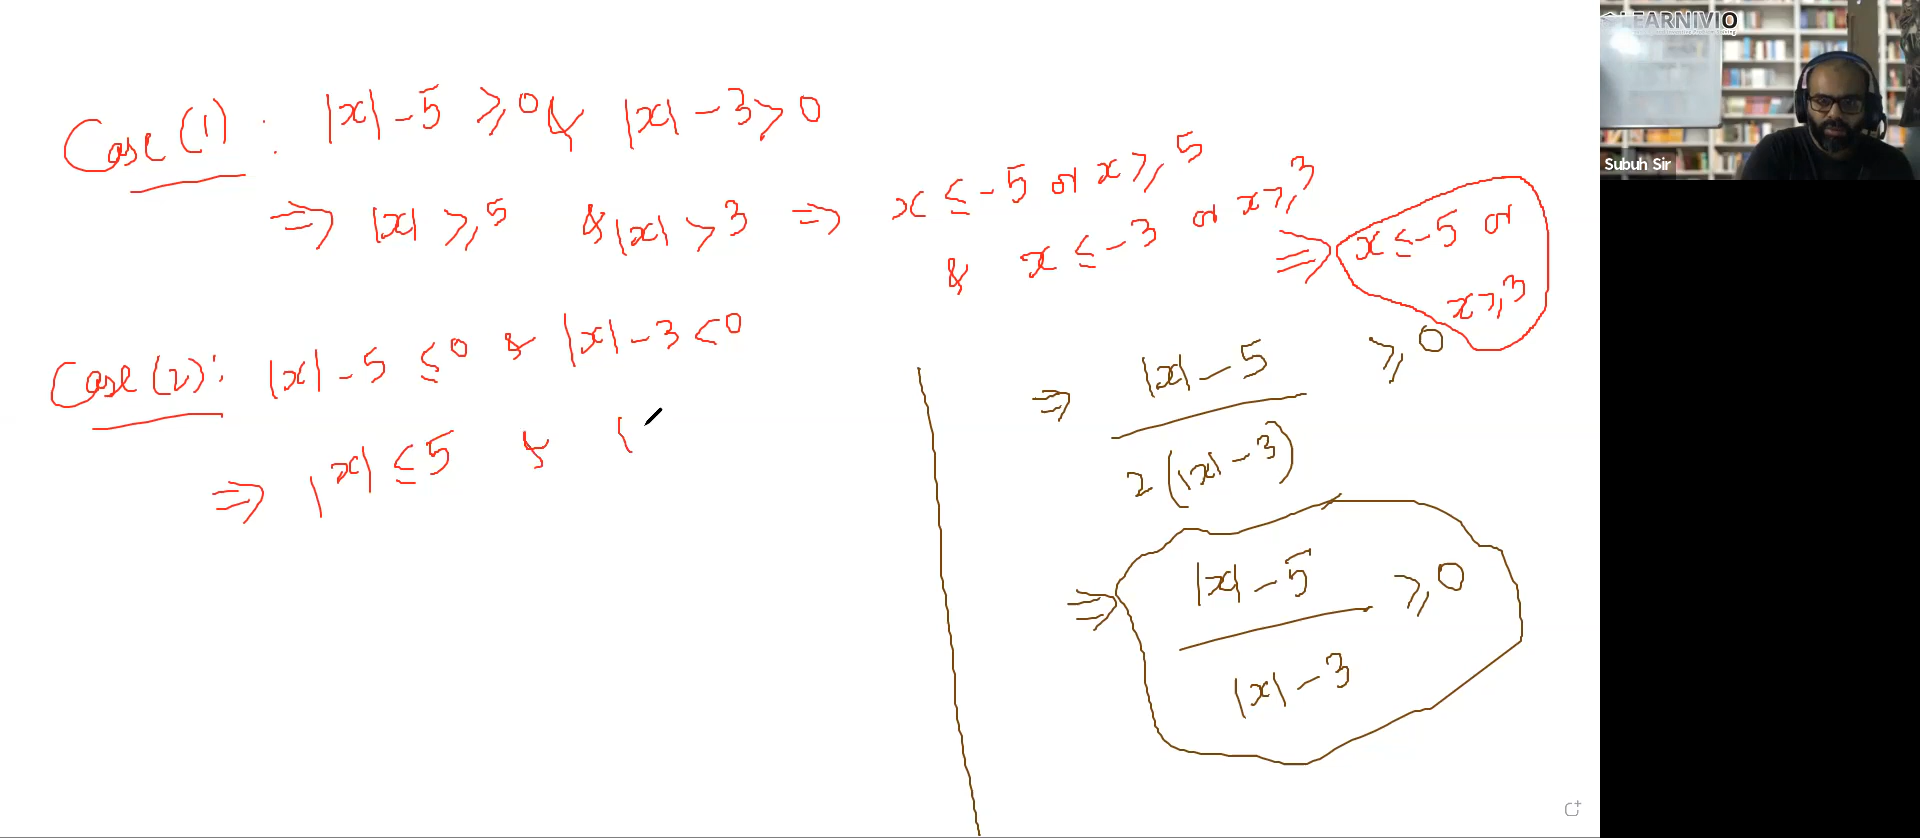 Case (1) : |x| - 5 ≥ 0 & |x| - 3 > 0
⇒ |x| ≥ 5 & |x| > 3 ⇒ x ≤ -5 or x ≥ 5
& x ≤ -3 or x ≥ 3
⇒ x ≤ -5 or
x ≥ 3
Case (2) : |x| - 5 ≤ 0 & |x| - 3 < 0
⇒ |x| ≤ 5 & |
⇒ |x| - 5 / 2(|x| - 3) ≥ 0
⇒ |x| - 5 / |x| - 3 ≥ 0
LEARNIVIO
Subuh Sir